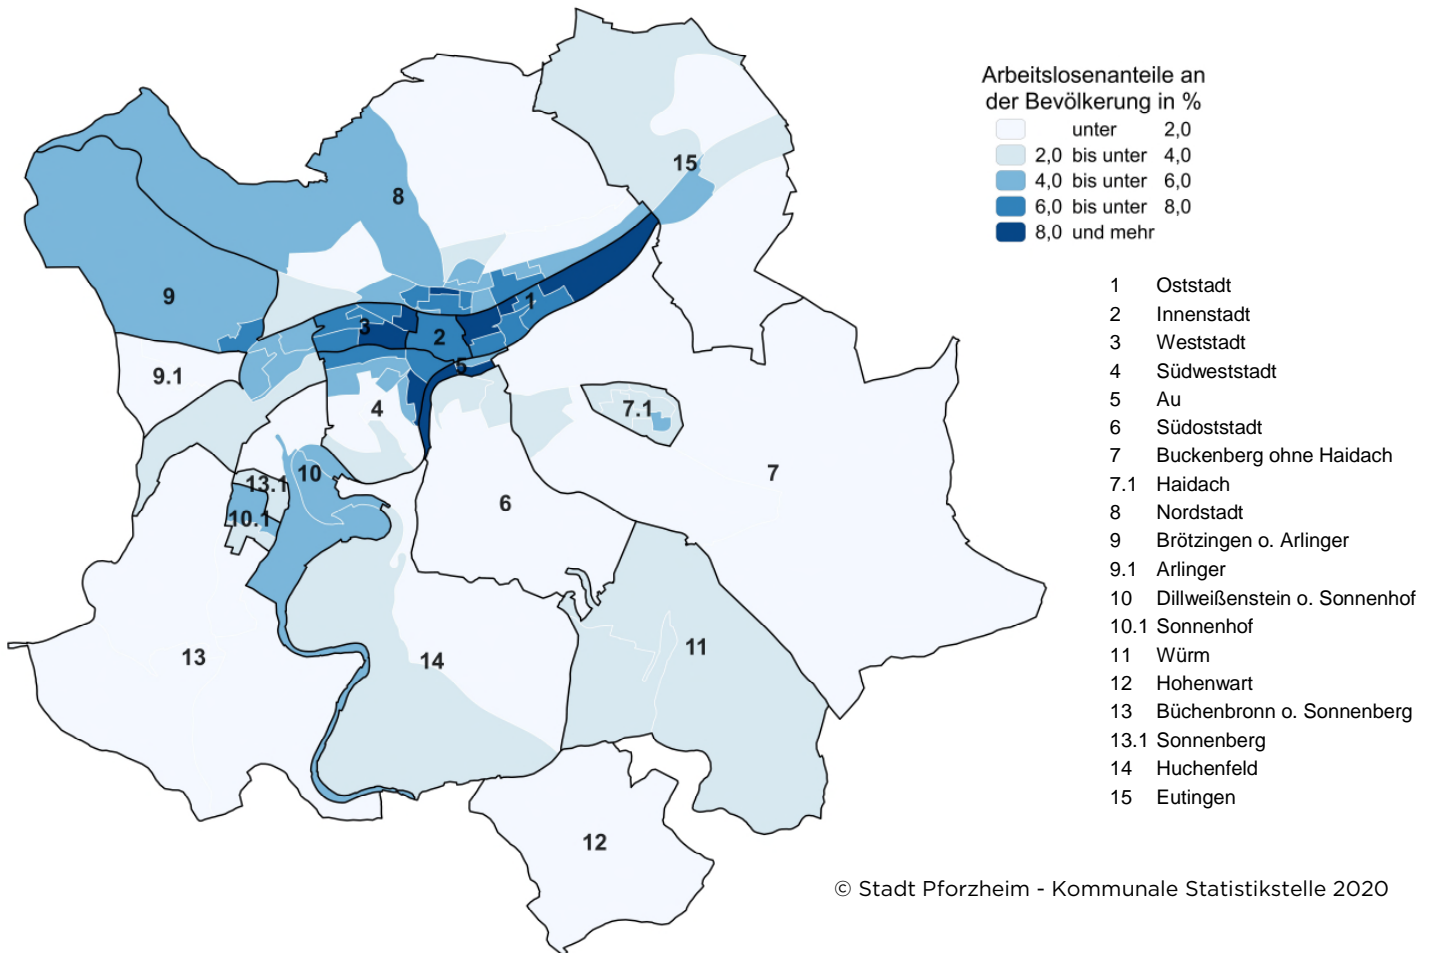 Arbeitslosenanteile an
der Bevölkerung in %
unter 2,0
2,0 bis unter 4,0
4,0 bis unter 6,0
6,0 bis unter 8,0
8,0 und mehr
1 Oststadt
2 Innenstadt
3 Weststadt
4 Südweststadt
5 Au
6 Südoststadt
7 Buckenberg ohne Haidach
7.1 Haidach
8 Nordstadt
9 Brötzingen o. Arlinger
9.1 Arlinger
10 Dillweißenstein o. Sonnenhof
10.1 Sonnenhof
11 Würm
12 Hohenwart
13 Büchenbronn o. Sonnenberg
13.1 Sonnenberg
14 Huchenfeld
15 Eutingen
15
8
9
1
3
2
5
9.1
4
7.1
10
7
13.1
6
10.1
11
13
14
12
© Stadt Pforzheim - Kommunale Statistikstelle 2020